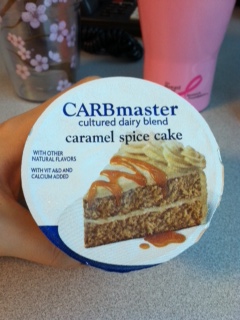 CARBmaster
cultured dairy blend
caramel spice cake
WITH OTHER
NATURAL FLAVORS
WITH VIT A&D AND
CALCIUM ADDED